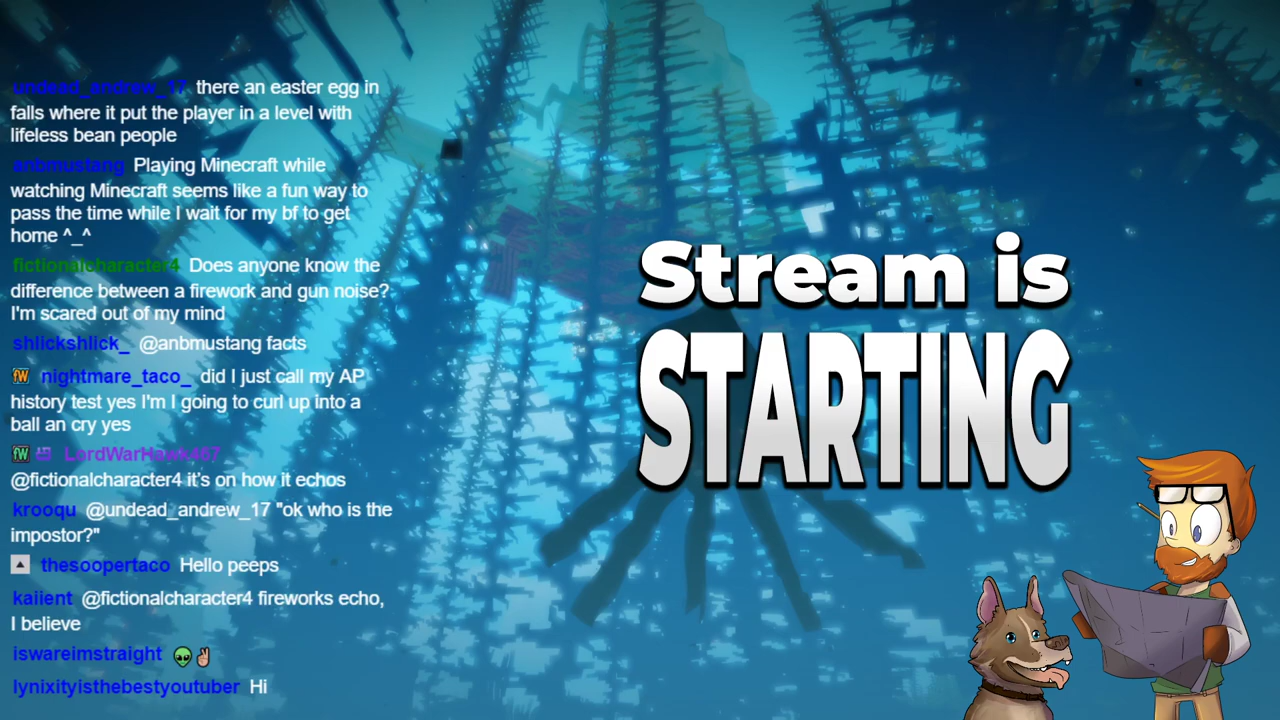 undead_andrew_17 there an easter egg in
falls where it put the player in a level with
lifeless bean people
anbmustang Playing Minecraft while
watching Minecraft seems like a fun way to
pass the time while I wait for my bf to get
home ^_^
fictionalcharacter4 Does anyone know the
difference between a firework and gun noise?
I'm scared out of my mind
shlickshlick_ @anbmustang facts
fW nightmare_taco_ did I just call my AP
history test yes I'm I going to curl up into a
ball an cry yes
fW LordWarHawk467
@fictionalcharacter4 it's on how it echos
krooqu @undead_andrew_17 "ok who is the
impostor?"
thesoopertaco Hello peeps
kaiient @fictionalcharacter4 fireworks echo,
I believe
iswareimstraight 👽✌🏼
lynixityisthebestyoutuber Hi
Stream is
STARTING